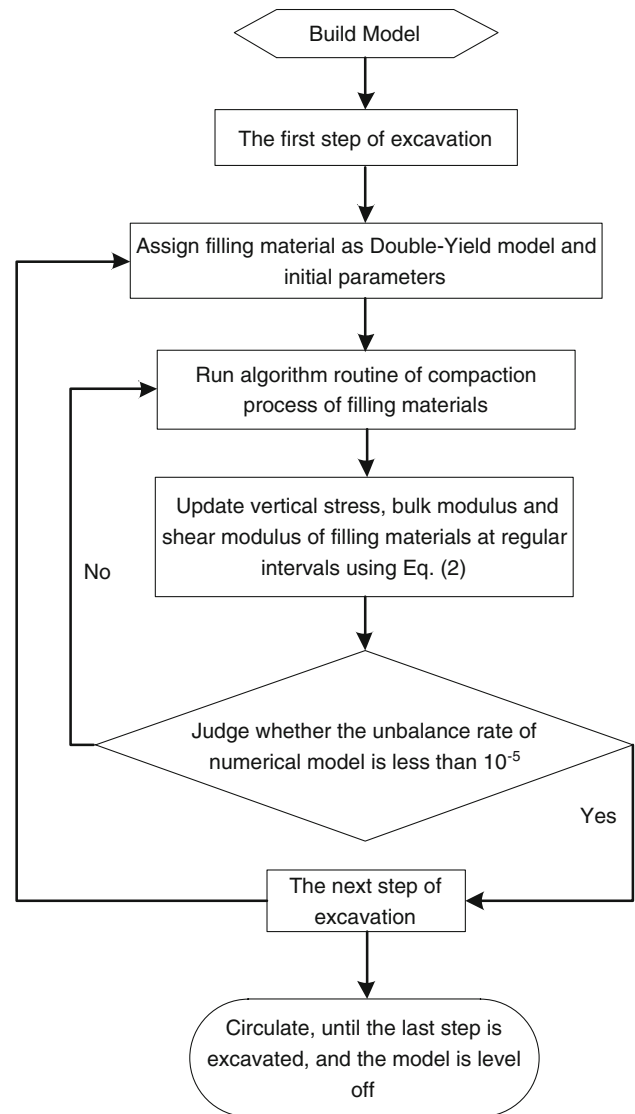 Build Model
The first step of excavation
Assign filling material as Double-Yield model and
initial parameters
Run algorithm routine of compaction
process of filling materials
Update vertical stress, bulk modulus and
shear modulus of filling materials at regular
intervals using Eq. (2)
No
Judge whether the unbalance rate of
numerical model is less than 10⁻⁵
Yes
The next step of
excavation
Circulate, until the last step is
excavated, and the model is level
off